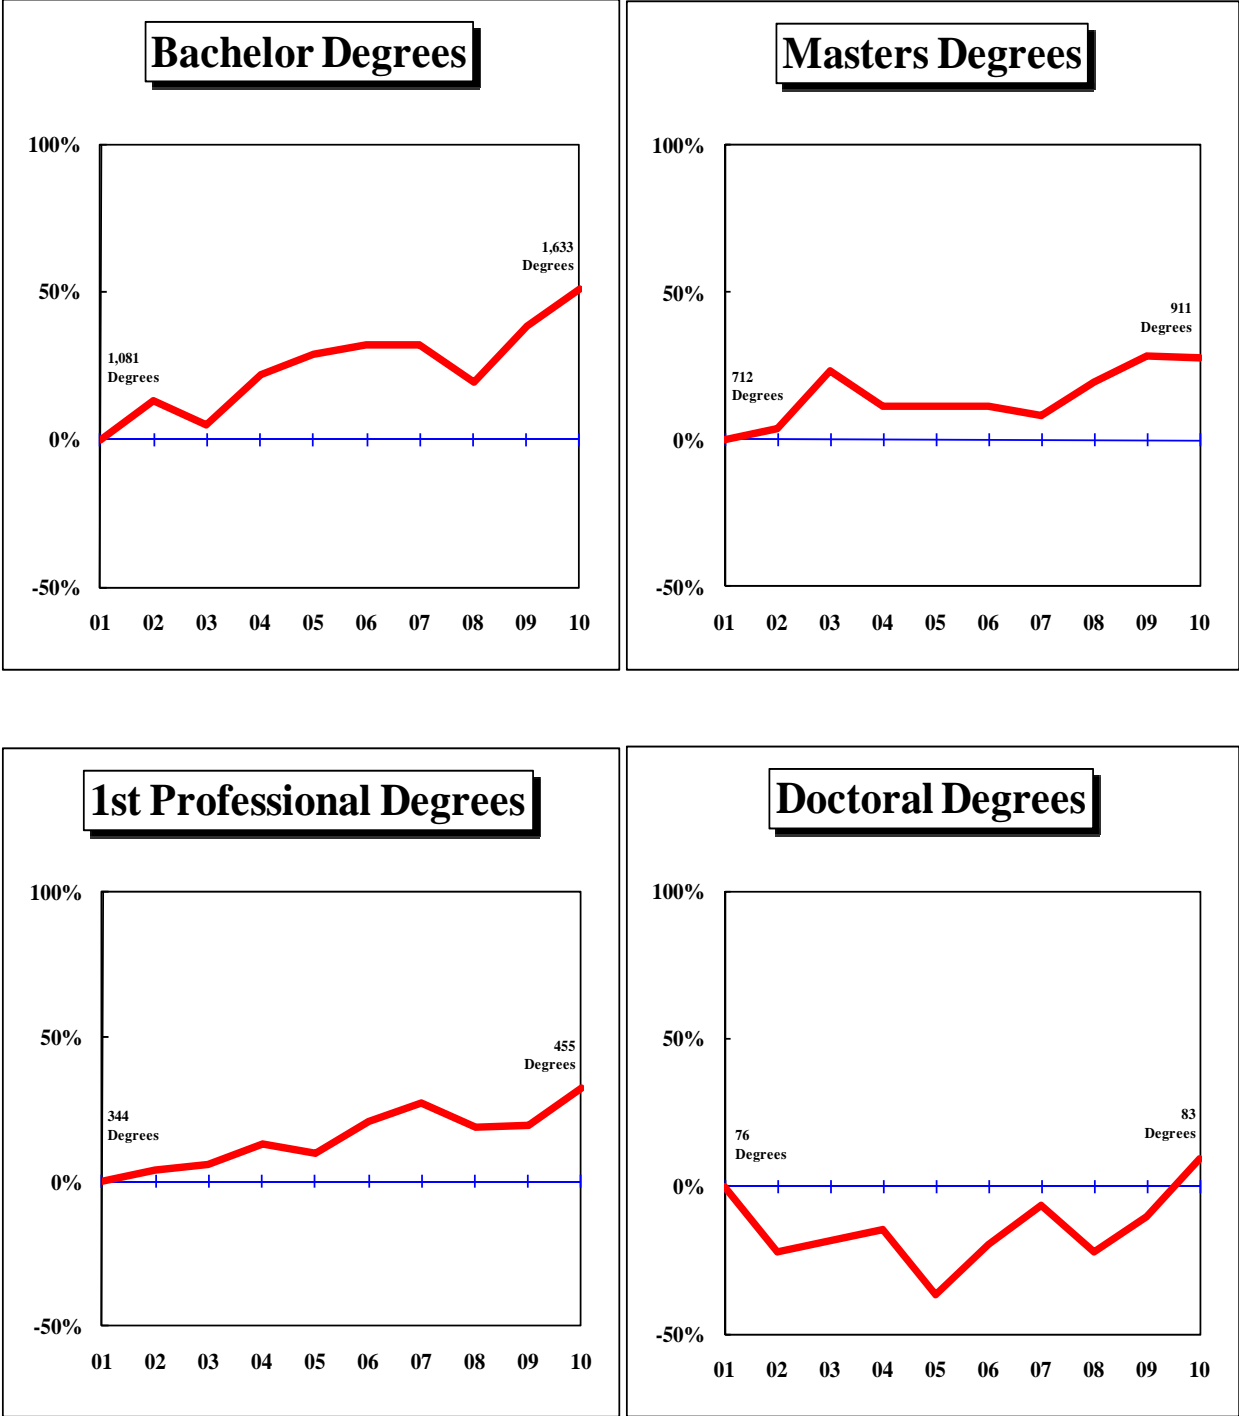 Bachelor Degrees
100%
1,633
Degrees
50%
1,081
Degrees
0%
-50%
01 02 03 04 05 06 07 08 09 10
Masters Degrees
100%
50%
911
Degrees
712
Degrees
0%
-50%
01 02 03 04 05 06 07 08 09 10
1st Professional Degrees
100%
50%
455
Degrees
344
Degrees
0%
-50%
01 02 03 04 05 06 07 08 09 10
Doctoral Degrees
100%
50%
83
Degrees
76
Degrees
0%
-50%
01 02 03 04 05 06 07 08 09 10